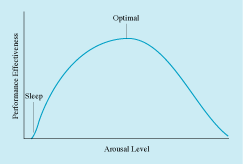 Optimal
Performance Effectiveness
Sleep
Arousal Level